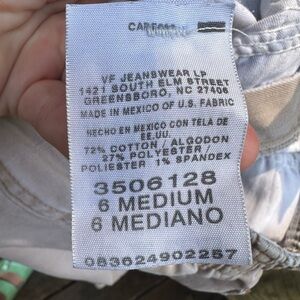 VF JEANSWEAR LP
1421 SOUTH ELM STREET
GREENSBORO, NC 27406
MADE IN MEXICO OF U.S. FABRIC
HECHO EN MEXICO CON TELA DE
EE.UU.
72% COTTON / ALGODON
27% POLYESTER /
POLIESTER 1% SPANDEX
3506128
6 MEDIUM
6 MEDIANO
083624902257